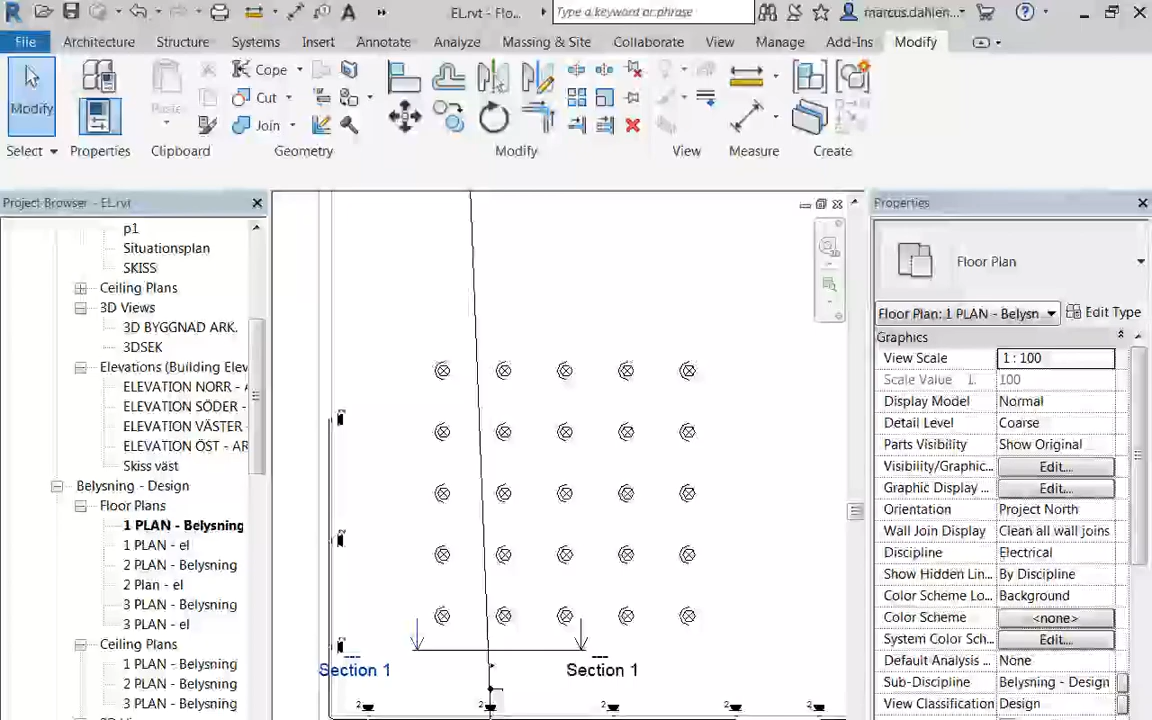 EL.rvt - Flo...
Type a keyword or phrase
marcus.dahlen...
File Architecture Structure Systems Insert Annotate Analyze Massing & Site Collaborate View Manage Add-Ins Modify
Modify
Paste
Cope
Cut
Join
Select Properties Clipboard Geometry Modify View Measure Create
Project Browser - EL.rvt
p1
Situationsplan
SKISS
Ceiling Plans
3D Views
3D BYGGNAD ARK.
3DSEK
Elevations (Building Elev
ELEVATION NORR - A
ELEVATION SÖDER -
ELEVATION VÄSTER -
ELEVATION ÖST - AR
Skiss väst
Belysning - Design
Floor Plans
1 PLAN - Belysning
1 PLAN - el
2 PLAN - Belysning
2 Plan - el
3 PLAN - Belysning
3 PLAN - el
Ceiling Plans
1 PLAN - Belysning
2 PLAN - Belysning
3 PLAN - Belysning
Section 1
Section 1
2 2 2 2 2
Properties
Floor Plan
Floor Plan: 1 PLAN - Belysn
Edit Type
Graphics
View Scale 1 : 100
Scale Value 1: 100
Display Model Normal
Detail Level Coarse
Parts Visibility Show Original
Visibility/Graphic... Edit...
Graphic Display ... Edit...
Orientation Project North
Wall Join Display Clean all wall joins
Discipline Electrical
Show Hidden Lin... By Discipline
Color Scheme Lo... Background
Color Scheme <none>
System Color Sch... Edit...
Default Analysis ... None
Sub-Discipline Belysning - Design
View Classification Design